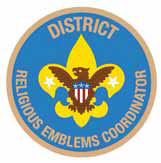 DISTRICT
RELIGIOUS EMBLEMS COORDINATOR